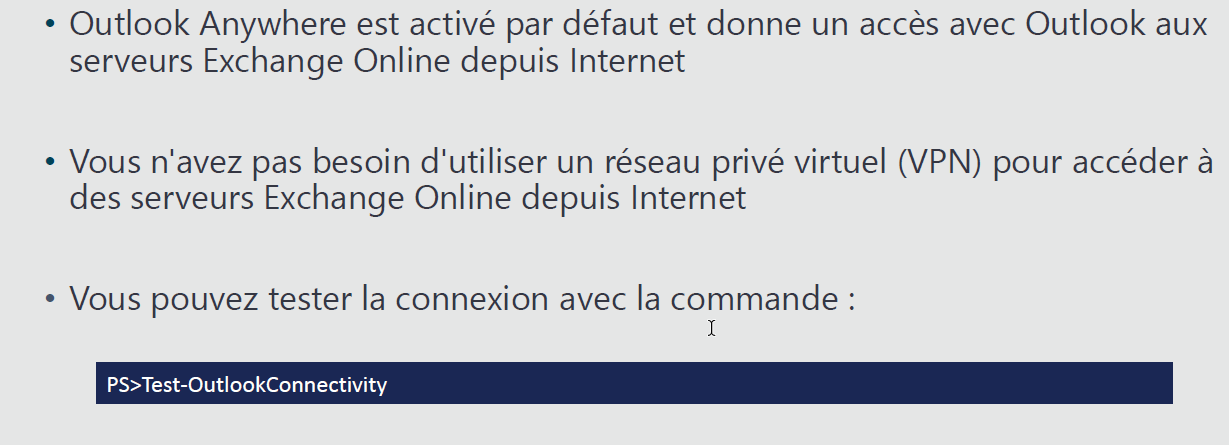 • Outlook Anywhere est activé par défaut et donne un accès avec Outlook aux
serveurs Exchange Online depuis Internet
• Vous n'avez pas besoin d'utiliser un réseau privé virtuel (VPN) pour accéder à
des serveurs Exchange Online depuis Internet
• Vous pouvez tester la connexion avec la commande :
PS>Test-OutlookConnectivity